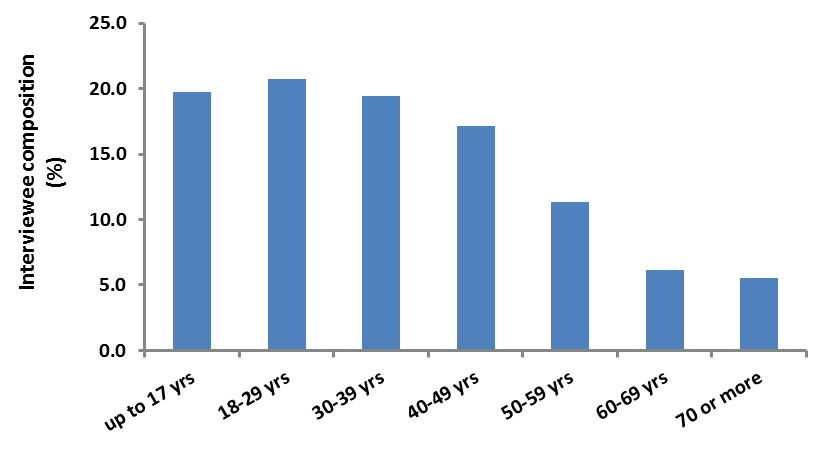 25.0
20.0
15.0
10.0
5.0
0.0
Interviewee composition
(%)
up to 17 yrs
18-29 yrs
30-39 yrs
40-49 yrs
50-59 yrs
60-69 yrs
70 or more